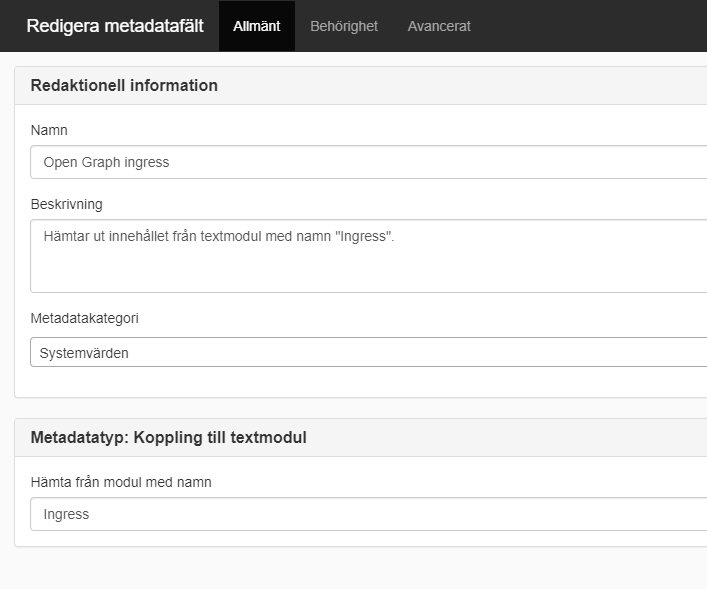 Redigera metadatafält Allmänt Behörighet Avancerat
Redaktionell information
Namn
Open Graph ingress
Beskrivning
Hämtar ut innehållet från textmodul med namn "Ingress".
Metadatakategori
Systemvärden
Metadatatyp: Koppling till textmodul
Hämta från modul med namn
Ingress